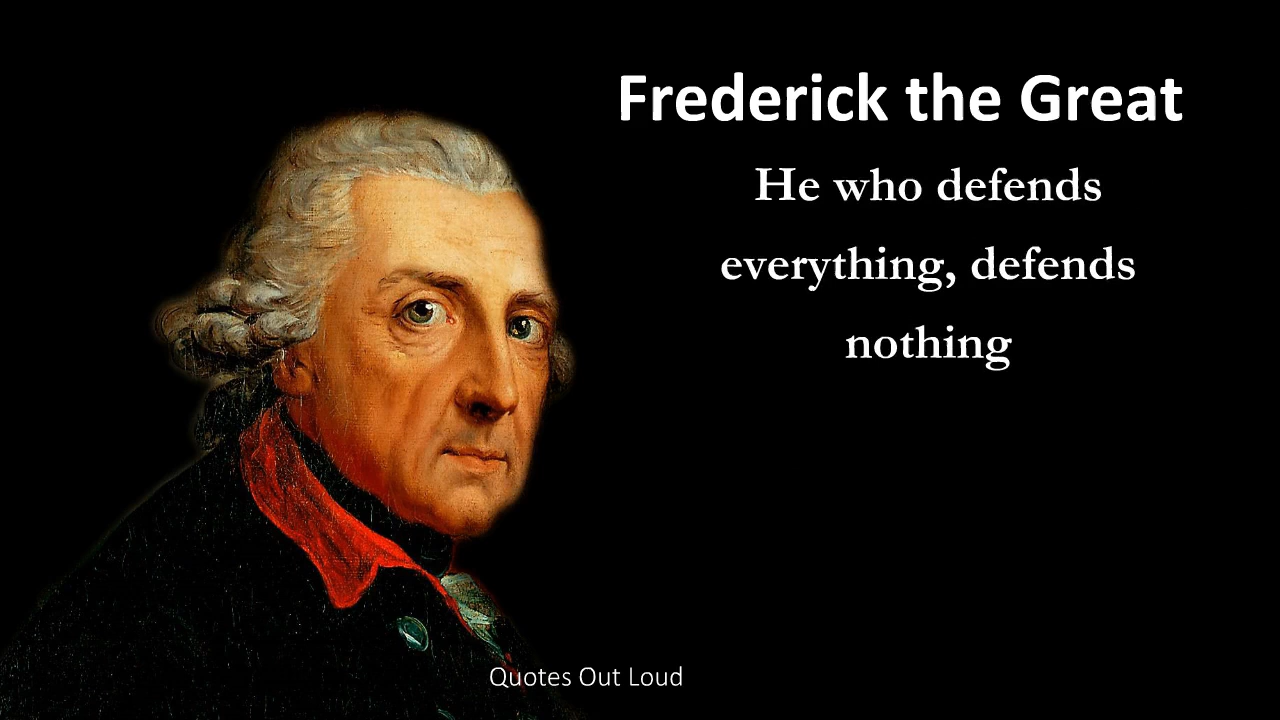 Frederick the Great
He who defends
everything, defends
nothing
Quotes Out Loud